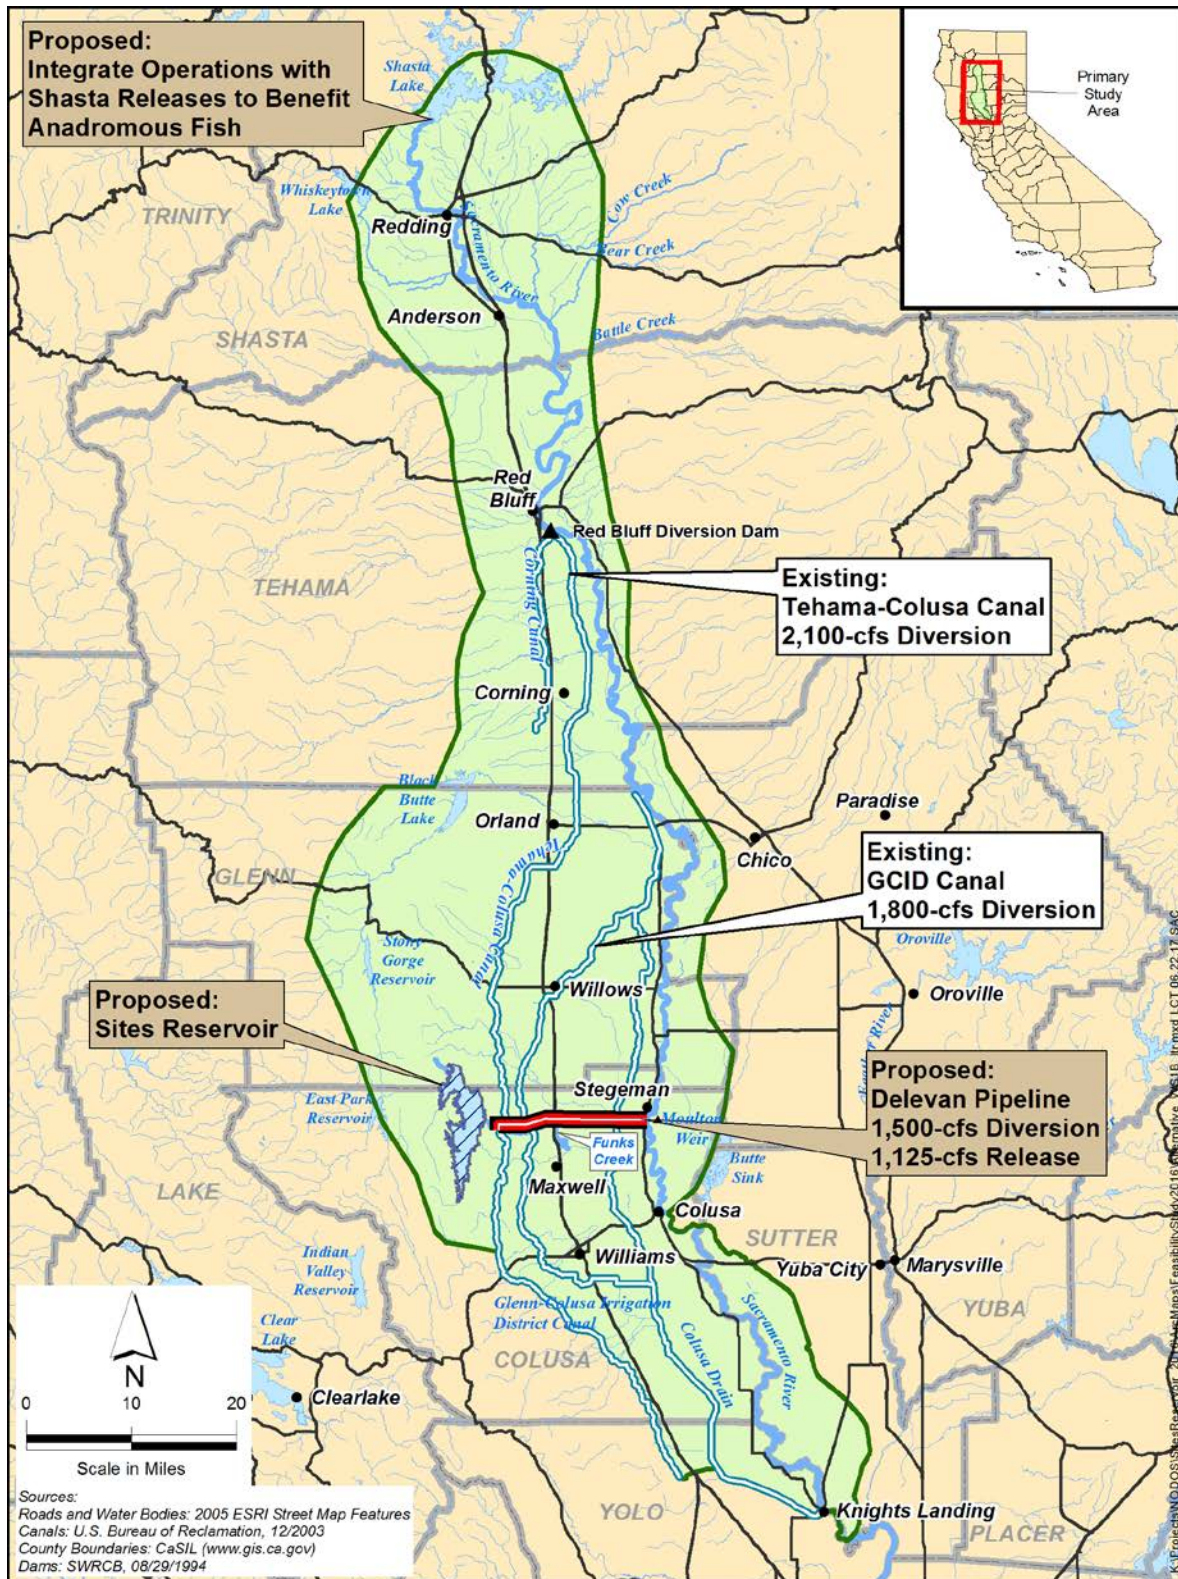 Proposed:
Integrate Operations with
Shasta Releases to Benefit
Anadromous Fish
Shasta
Lake
Primary
Study
Area
Whiskeytown
Lake
TRINITY
Redding
Sacramento River
Cow Creek
Bear Creek
Anderson
SHASTA
Battle Creek
Red
Bluff
Red Bluff Diversion Dam
Corning Canal
TEHAMA
Existing:
Tehama-Colusa Canal
2,100-cfs Diversion
Corning
Black
Butte
Lake
Orland
Paradise
Chico
Tehama-Colusa Canal
GLENN
Existing:
GCID Canal
1,800-cfs Diversion
Stony
Gorge
Reservoir
Oroville
Willows
Oroville
Feather River
Proposed:
Sites Reservoir
Stegeman
East Park
Reservoir
Moulton
Weir
Funks
Creek
Butte
Sink
Proposed:
Delevan Pipeline
1,500-cfs Diversion
1,125-cfs Release
LAKE
Maxwell
Colusa
SUTTER
Indian
Valley
Reservoir
Williams
Yuba City
Marysville
YUBA
Glenn-Colusa Irrigation
District Canal
COLUSA
Colusa Drain
Sacramento River
Clear
Lake
Clearlake
N
0 10 20
Scale in Miles
YOLO
Knights Landing
PLACER
Sources:
Roads and Water Bodies: 2005 ESRI Street Map Features
Canals: U.S. Bureau of Reclamation, 12/2003
County Boundaries: CaSIL (www.gis.ca.gov)
Dams: SWRCB, 08/29/1994